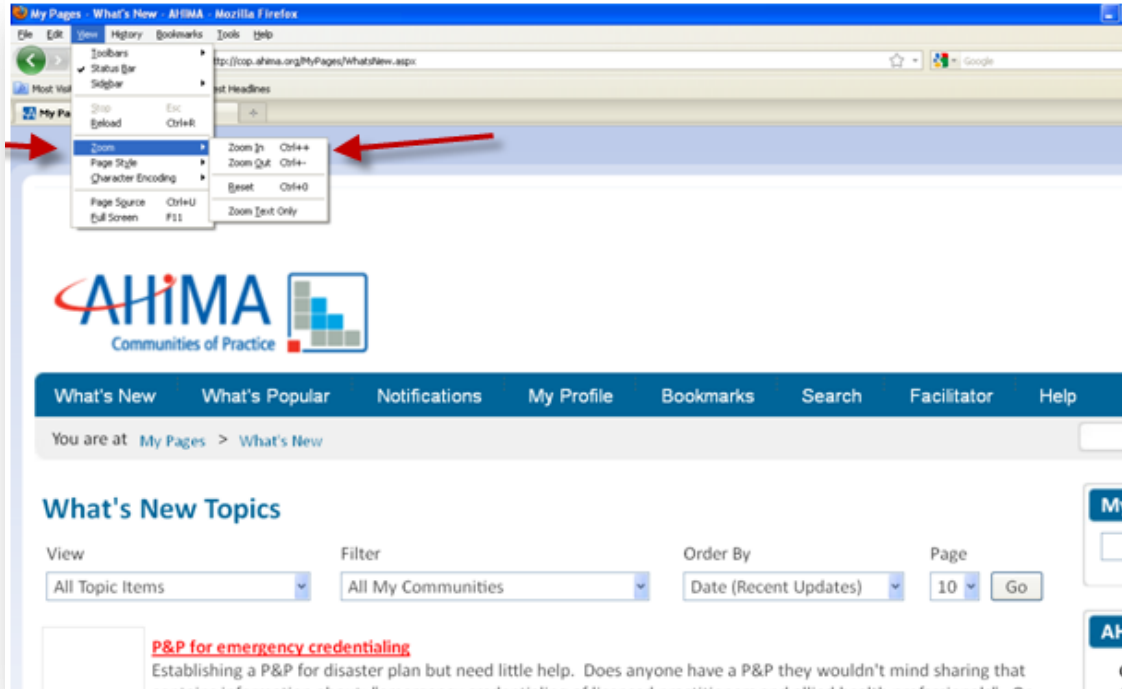 My Pages - What's New - AHIMA - Mozilla Firefox
File Edit View History Bookmarks Tools Help
Toolbars
ttp://cop.ahima.org/MyPages/WhatsNew.aspx
Google
Status Bar
Sidebar
Most Visi
est Headlines
My Pa
Stop Esc
Reload Ctrl+R
Zoom
Zoom In Ctrl++
Page Style
Zoom Out Ctrl+-
Character Encoding
Reset Ctrl+0
Page Source Ctrl+U
Zoom Text Only
Full Screen F11
AHIMA
Communities of Practice
What's New What's Popular Notifications My Profile Bookmarks Search Facilitator Help
You are at My Pages > What's New
What's New Topics
View Filter Order By Page
All Topic Items All My Communities Date (Recent Updates) 10 Go
P&P for emergency credentialing
Establishing a P&P for disaster plan but need little help. Does anyone have a P&P they wouldn't mind sharing that